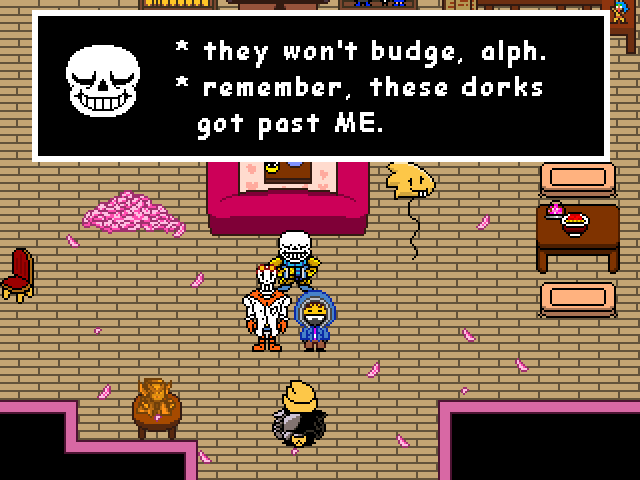 * they won't budge, alph.
* remember, these dorks
got past ME.